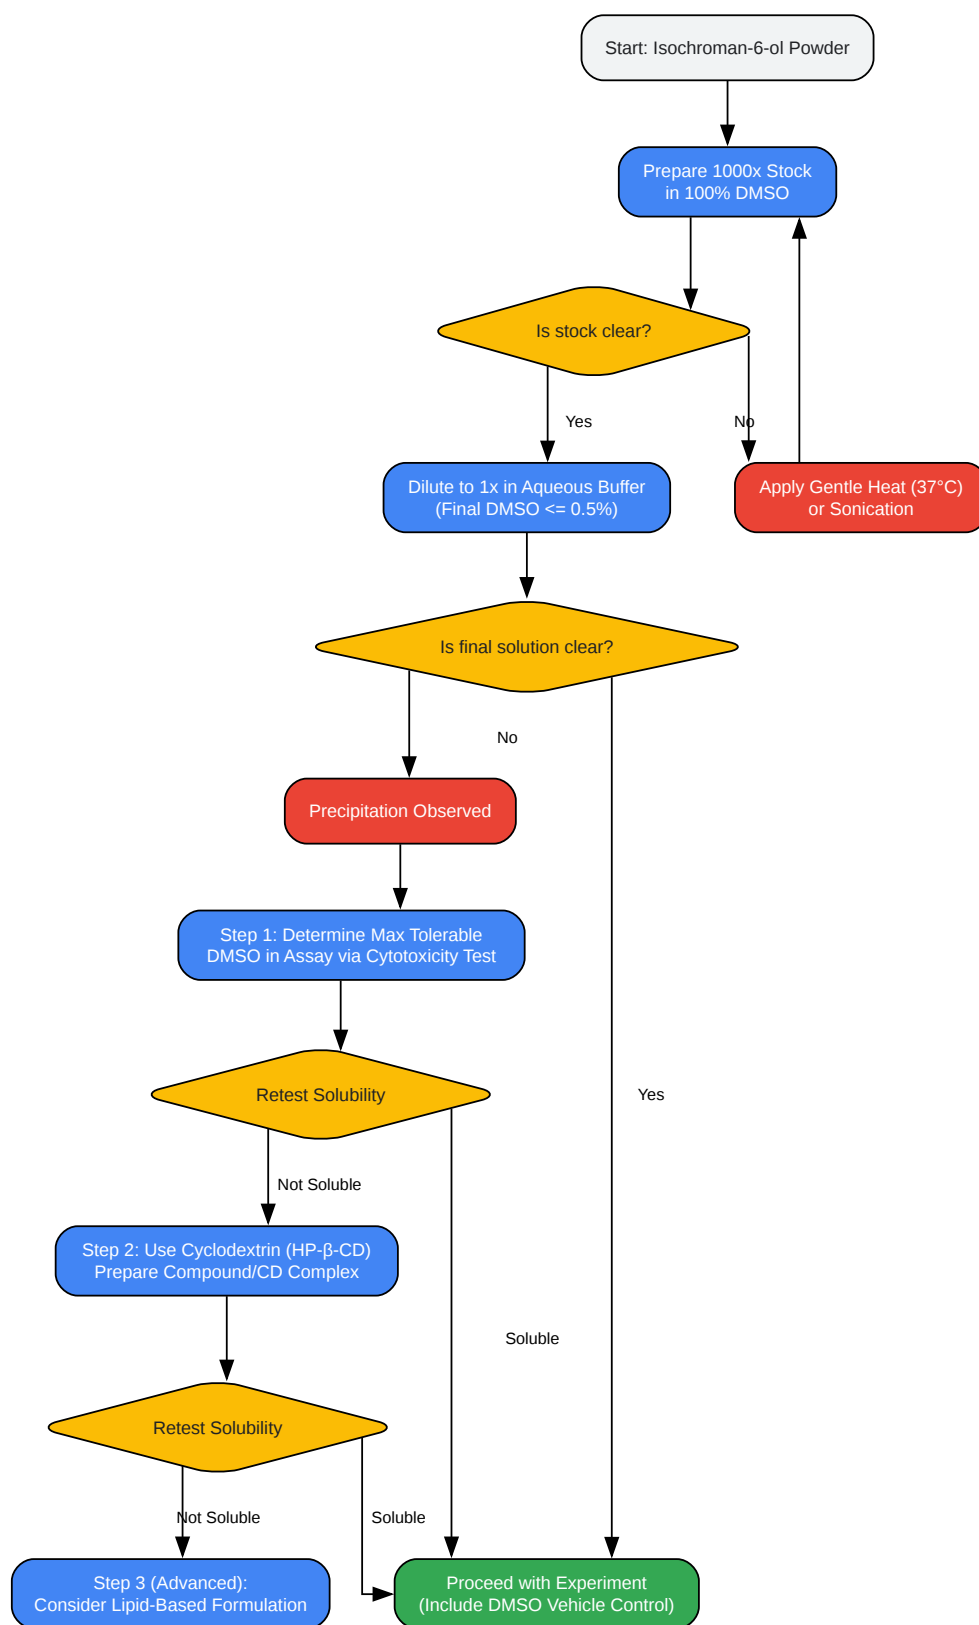 Start: Isochroman-6-ol Powder
Prepare 1000x Stock
in 100% DMSO
Is stock clear?
Yes
No
Dilute to 1x in Aqueous Buffer
(Final DMSO <= 0.5%)
Apply Gentle Heat (37°C)
or Sonication
Is final solution clear?
No
Precipitation Observed
Step 1: Determine Max Tolerable
DMSO in Assay via Cytotoxicity Test
Retest Solubility
Yes
Not Soluble
Step 2: Use Cyclodextrin (HP-β-CD)
Prepare Compound/CD Complex
Soluble
Retest Solubility
Not Soluble
Soluble
Step 3 (Advanced):
Consider Lipid-Based Formulation
Proceed with Experiment
(Include DMSO Vehicle Control)